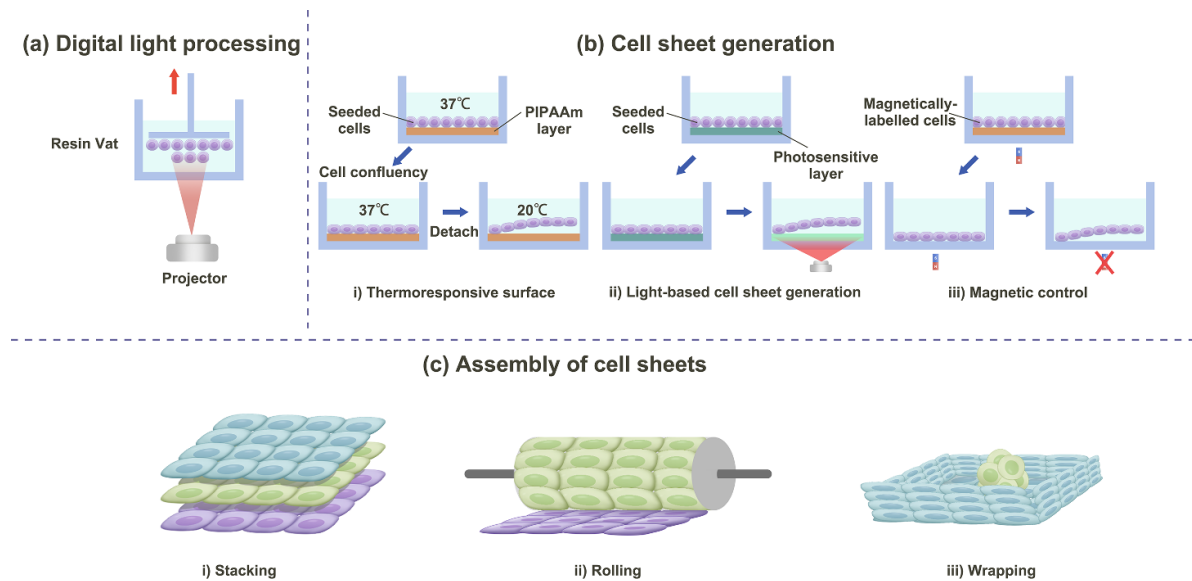 (a) Digital light processing
Resin Vat
Projector
(b) Cell sheet generation
37℃
Seeded
cells
PIPAAm
layer
Cell confluency
37℃
Detach
20℃
i) Thermoresponsive surface
Seeded
cells
Photosensitive
layer
ii) Light-based cell sheet generation
Magnetically-
labelled cells
iii) Magnetic control
(c) Assembly of cell sheets
i) Stacking
ii) Rolling
iii) Wrapping